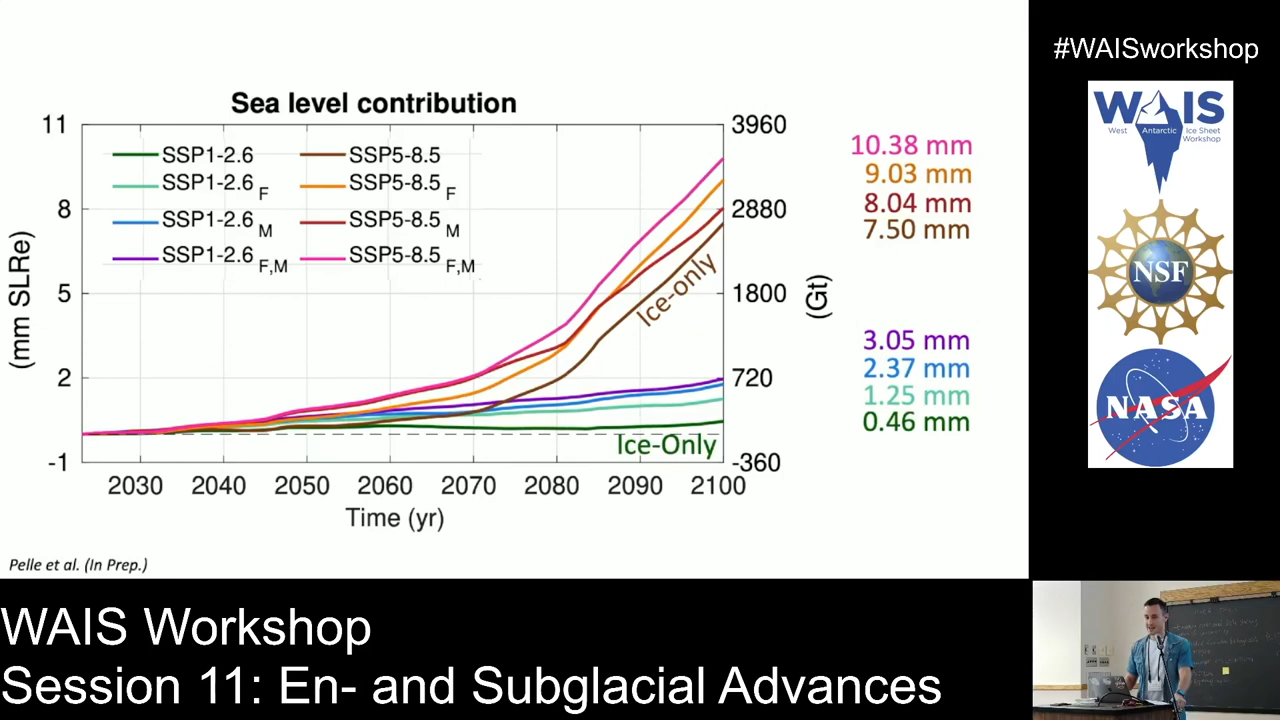 #WAISworkshop
WAIS
West Antarctic Ice Sheet Workshop
NSF
NASA
Sea level contribution
11
8
5
2
-1
(mm SLRe)
SSP1-2.6
SSP1-2.6 F
SSP1-2.6 M
SSP1-2.6 F,M
SSP5-8.5
SSP5-8.5 F
SSP5-8.5 M
SSP5-8.5 F,M
Ice-only
Ice-Only
3960
2880
1800
720
-360
(Gt)
2030 2040 2050 2060 2070 2080 2090 2100
Time (yr)
10.38 mm
9.03 mm
8.04 mm
7.50 mm
3.05 mm
2.37 mm
1.25 mm
0.46 mm
Pelle et al. (In Prep.)
WAIS Workshop
Session 11: En- and Subglacial Advances